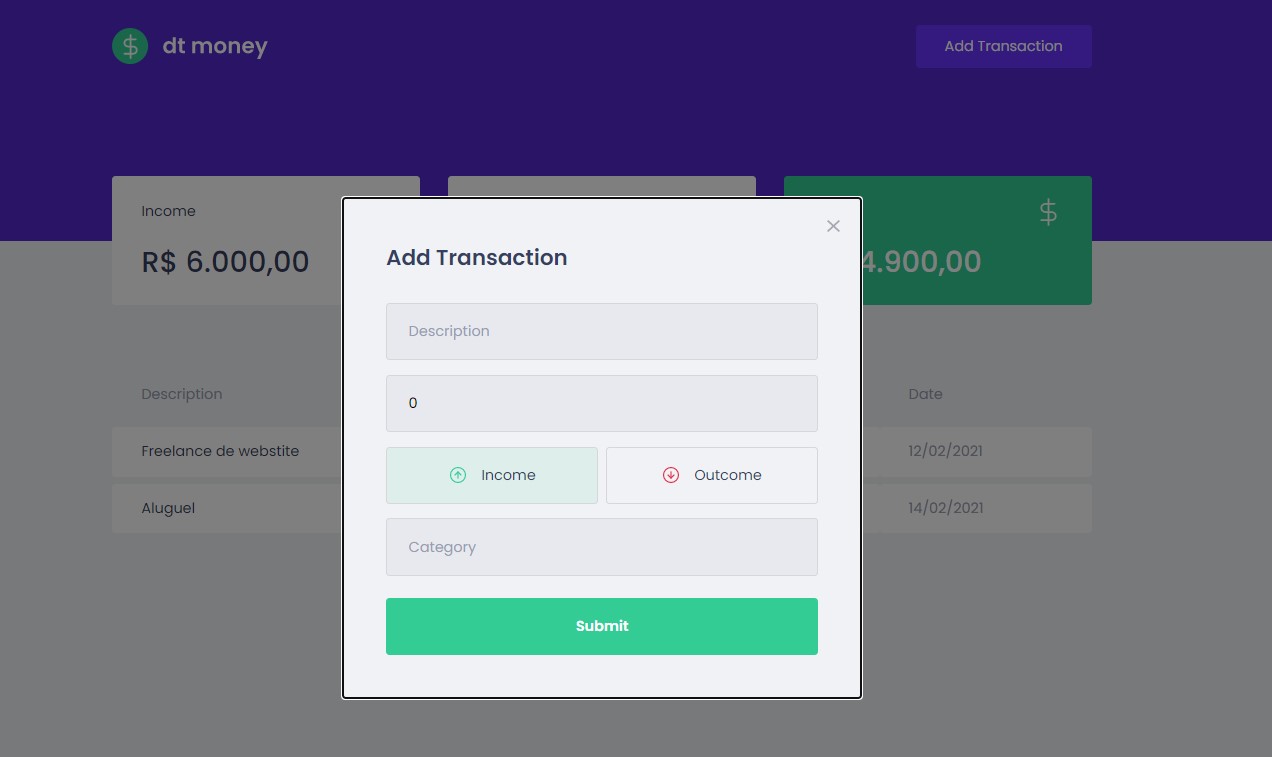 dt money
Add Transaction
Income
R$ 6.000,00
4.900,00
Add Transaction
Description
0
Income
Outcome
Category
Submit
Description
Date
Freelance de webstite
12/02/2021
Aluguel
14/02/2021